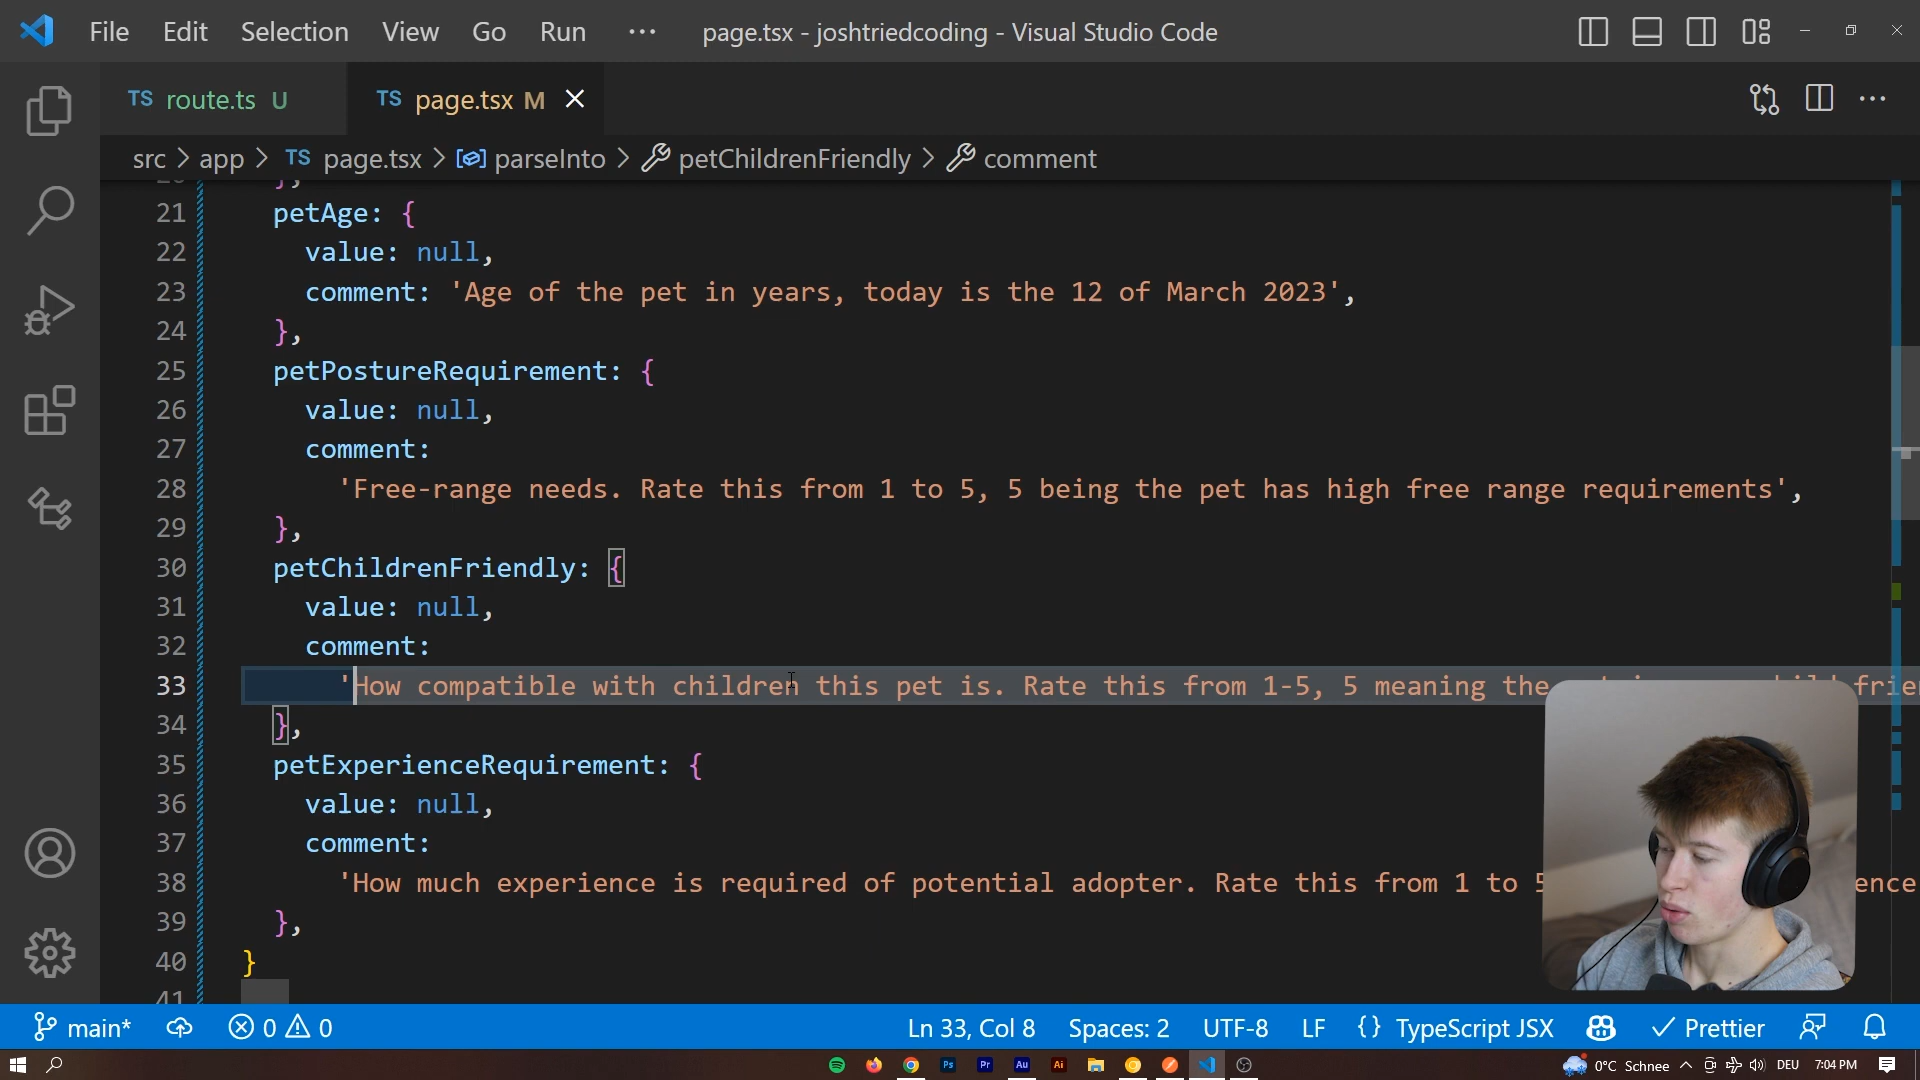 File Edit Selection View Go Run ... page.tsx - joshtriedcoding - Visual Studio Code
TS route.ts U TS page.tsx M
src > app > TS page.tsx > parseInto > petChildrenFriendly > comment
21 petAge: {
22 value: null,
23 comment: 'Age of the pet in years, today is the 12 of March 2023',
24 },
25 petPostureRequirement: {
26 value: null,
27 comment:
28 'Free-range needs. Rate this from 1 to 5, 5 being the pet has high free range requirements',
29 },
30 petChildrenFriendly: {
31 value: null,
32 comment:
33 'How compatible with children this pet is. Rate this from 1-5, 5 meaning the
34 },
35 petExperienceRequirement: {
36 value: null,
37 comment:
38 'How much experience is required of potential adopter. Rate this from 1 to 5
39 },
40 }
41
main* 0 0 Ln 33, Col 8 Spaces: 2 UTF-8 LF {} TypeScript JSX Prettier
Ps Pr Au Ai 0°C Schnee DEU 7:04 PM